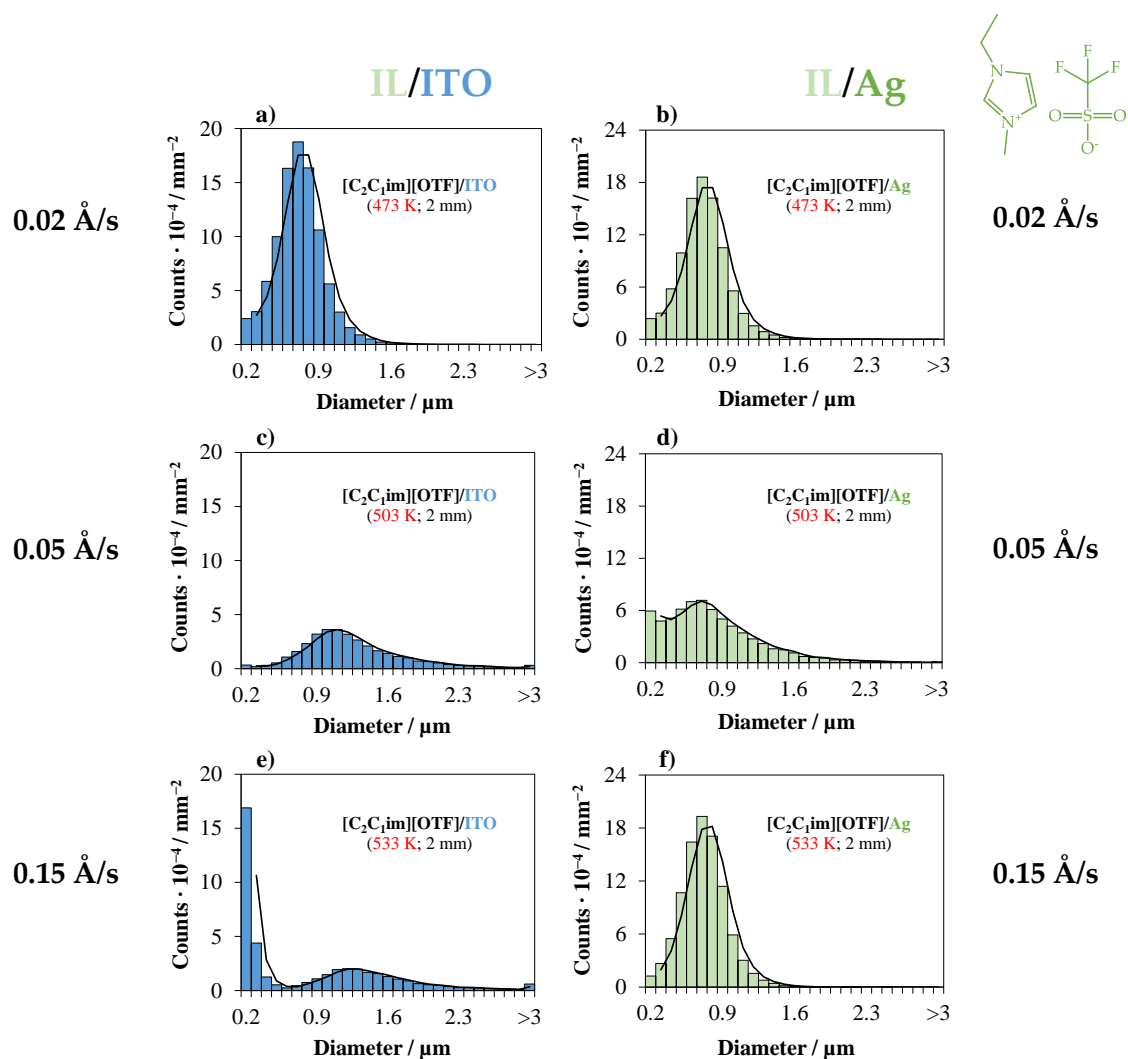 IL/ITO
IL/Ag
N
N+
F
F
F
O
S
O
O-
0.02 Å/s
0.02 Å/s
a)
Counts · 10⁻⁴ / mm⁻²
20
15
10
5
0
[C₂C₁im][OTF]/ITO
(473 K; 2 mm)
0.2 0.9 1.6 2.3 >3
Diameter / µm
b)
Counts · 10⁻⁴ / mm⁻²
24
18
12
6
0
[C₂C₁im][OTF]/Ag
(473 K; 2 mm)
0.2 0.9 1.6 2.3 >3
Diameter / µm
0.05 Å/s
0.05 Å/s
c)
Counts · 10⁻⁴ / mm⁻²
20
15
10
5
0
[C₂C₁im][OTF]/ITO
(503 K; 2 mm)
0.2 0.9 1.6 2.3 >3
Diameter / µm
d)
Counts · 10⁻⁴ / mm⁻²
24
18
12
6
0
[C₂C₁im][OTF]/Ag
(503 K; 2 mm)
0.2 0.9 1.6 2.3 >3
Diameter / µm
0.15 Å/s
0.15 Å/s
e)
Counts · 10⁻⁴ / mm⁻²
20
15
10
5
0
[C₂C₁im][OTF]/ITO
(533 K; 2 mm)
0.2 0.9 1.6 2.3 >3
Diameter / µm
f)
Counts · 10⁻⁴ / mm⁻²
24
18
12
6
0
[C₂C₁im][OTF]/Ag
(533 K; 2 mm)
0.2 0.9 1.6 2.3 >3
Diameter / µm